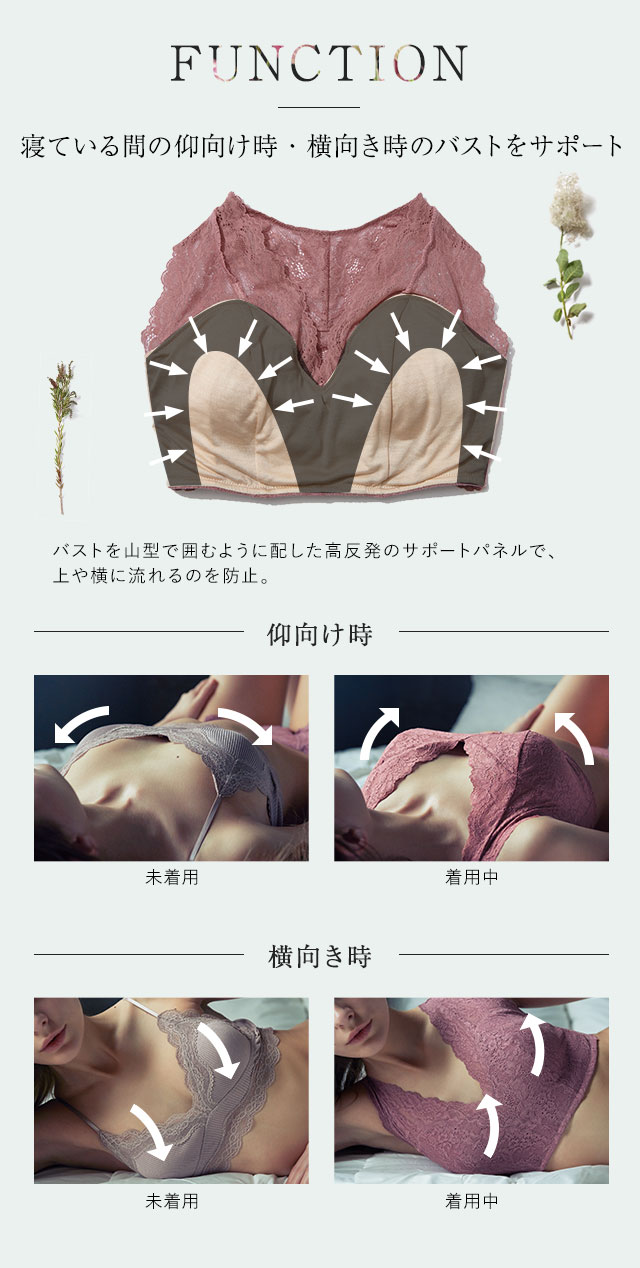 FUNCTION
寝ている間の仰向け時・横向き時のバストをサポート
バストを山型で囲むように配した高反発のサポートパネルで、
上や横に流れるのを防止。
仰向け時
未着用
着用中
横向き時
未着用
着用中